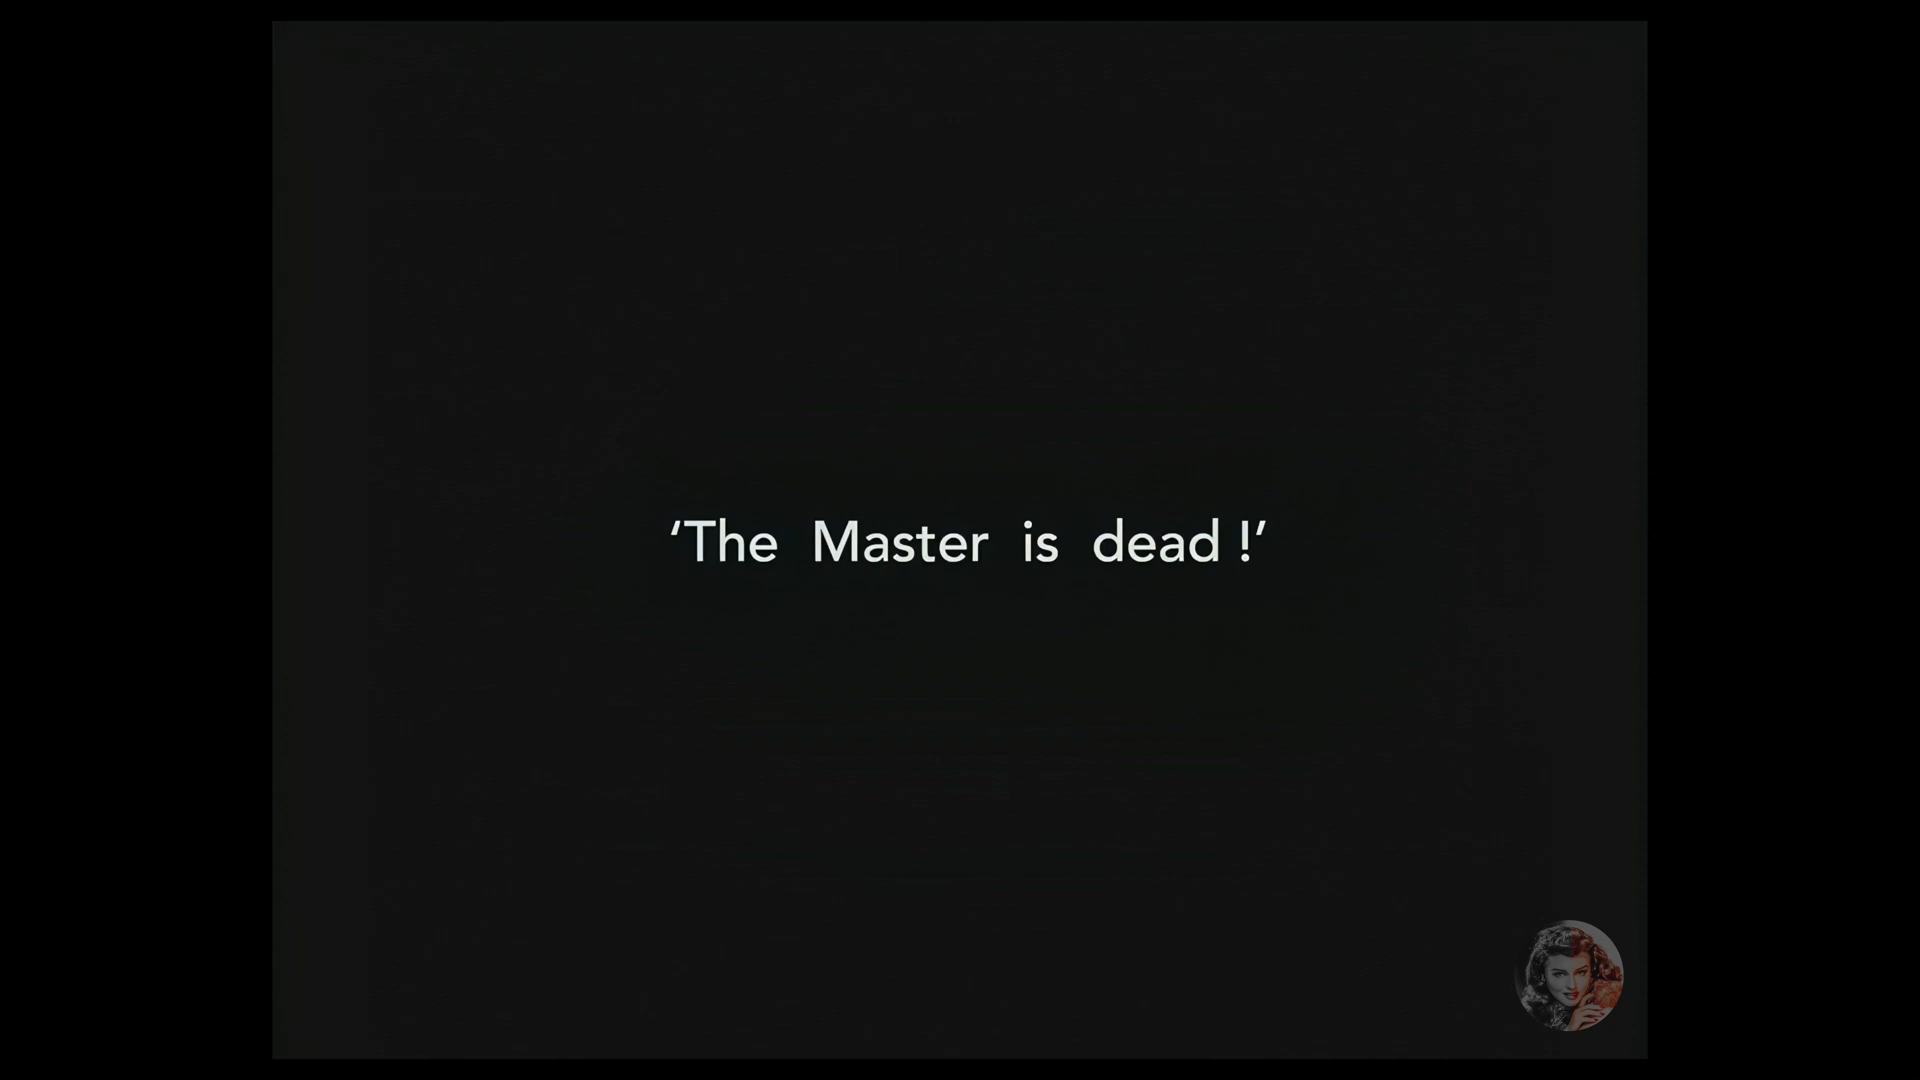 ‘The Master is dead !’